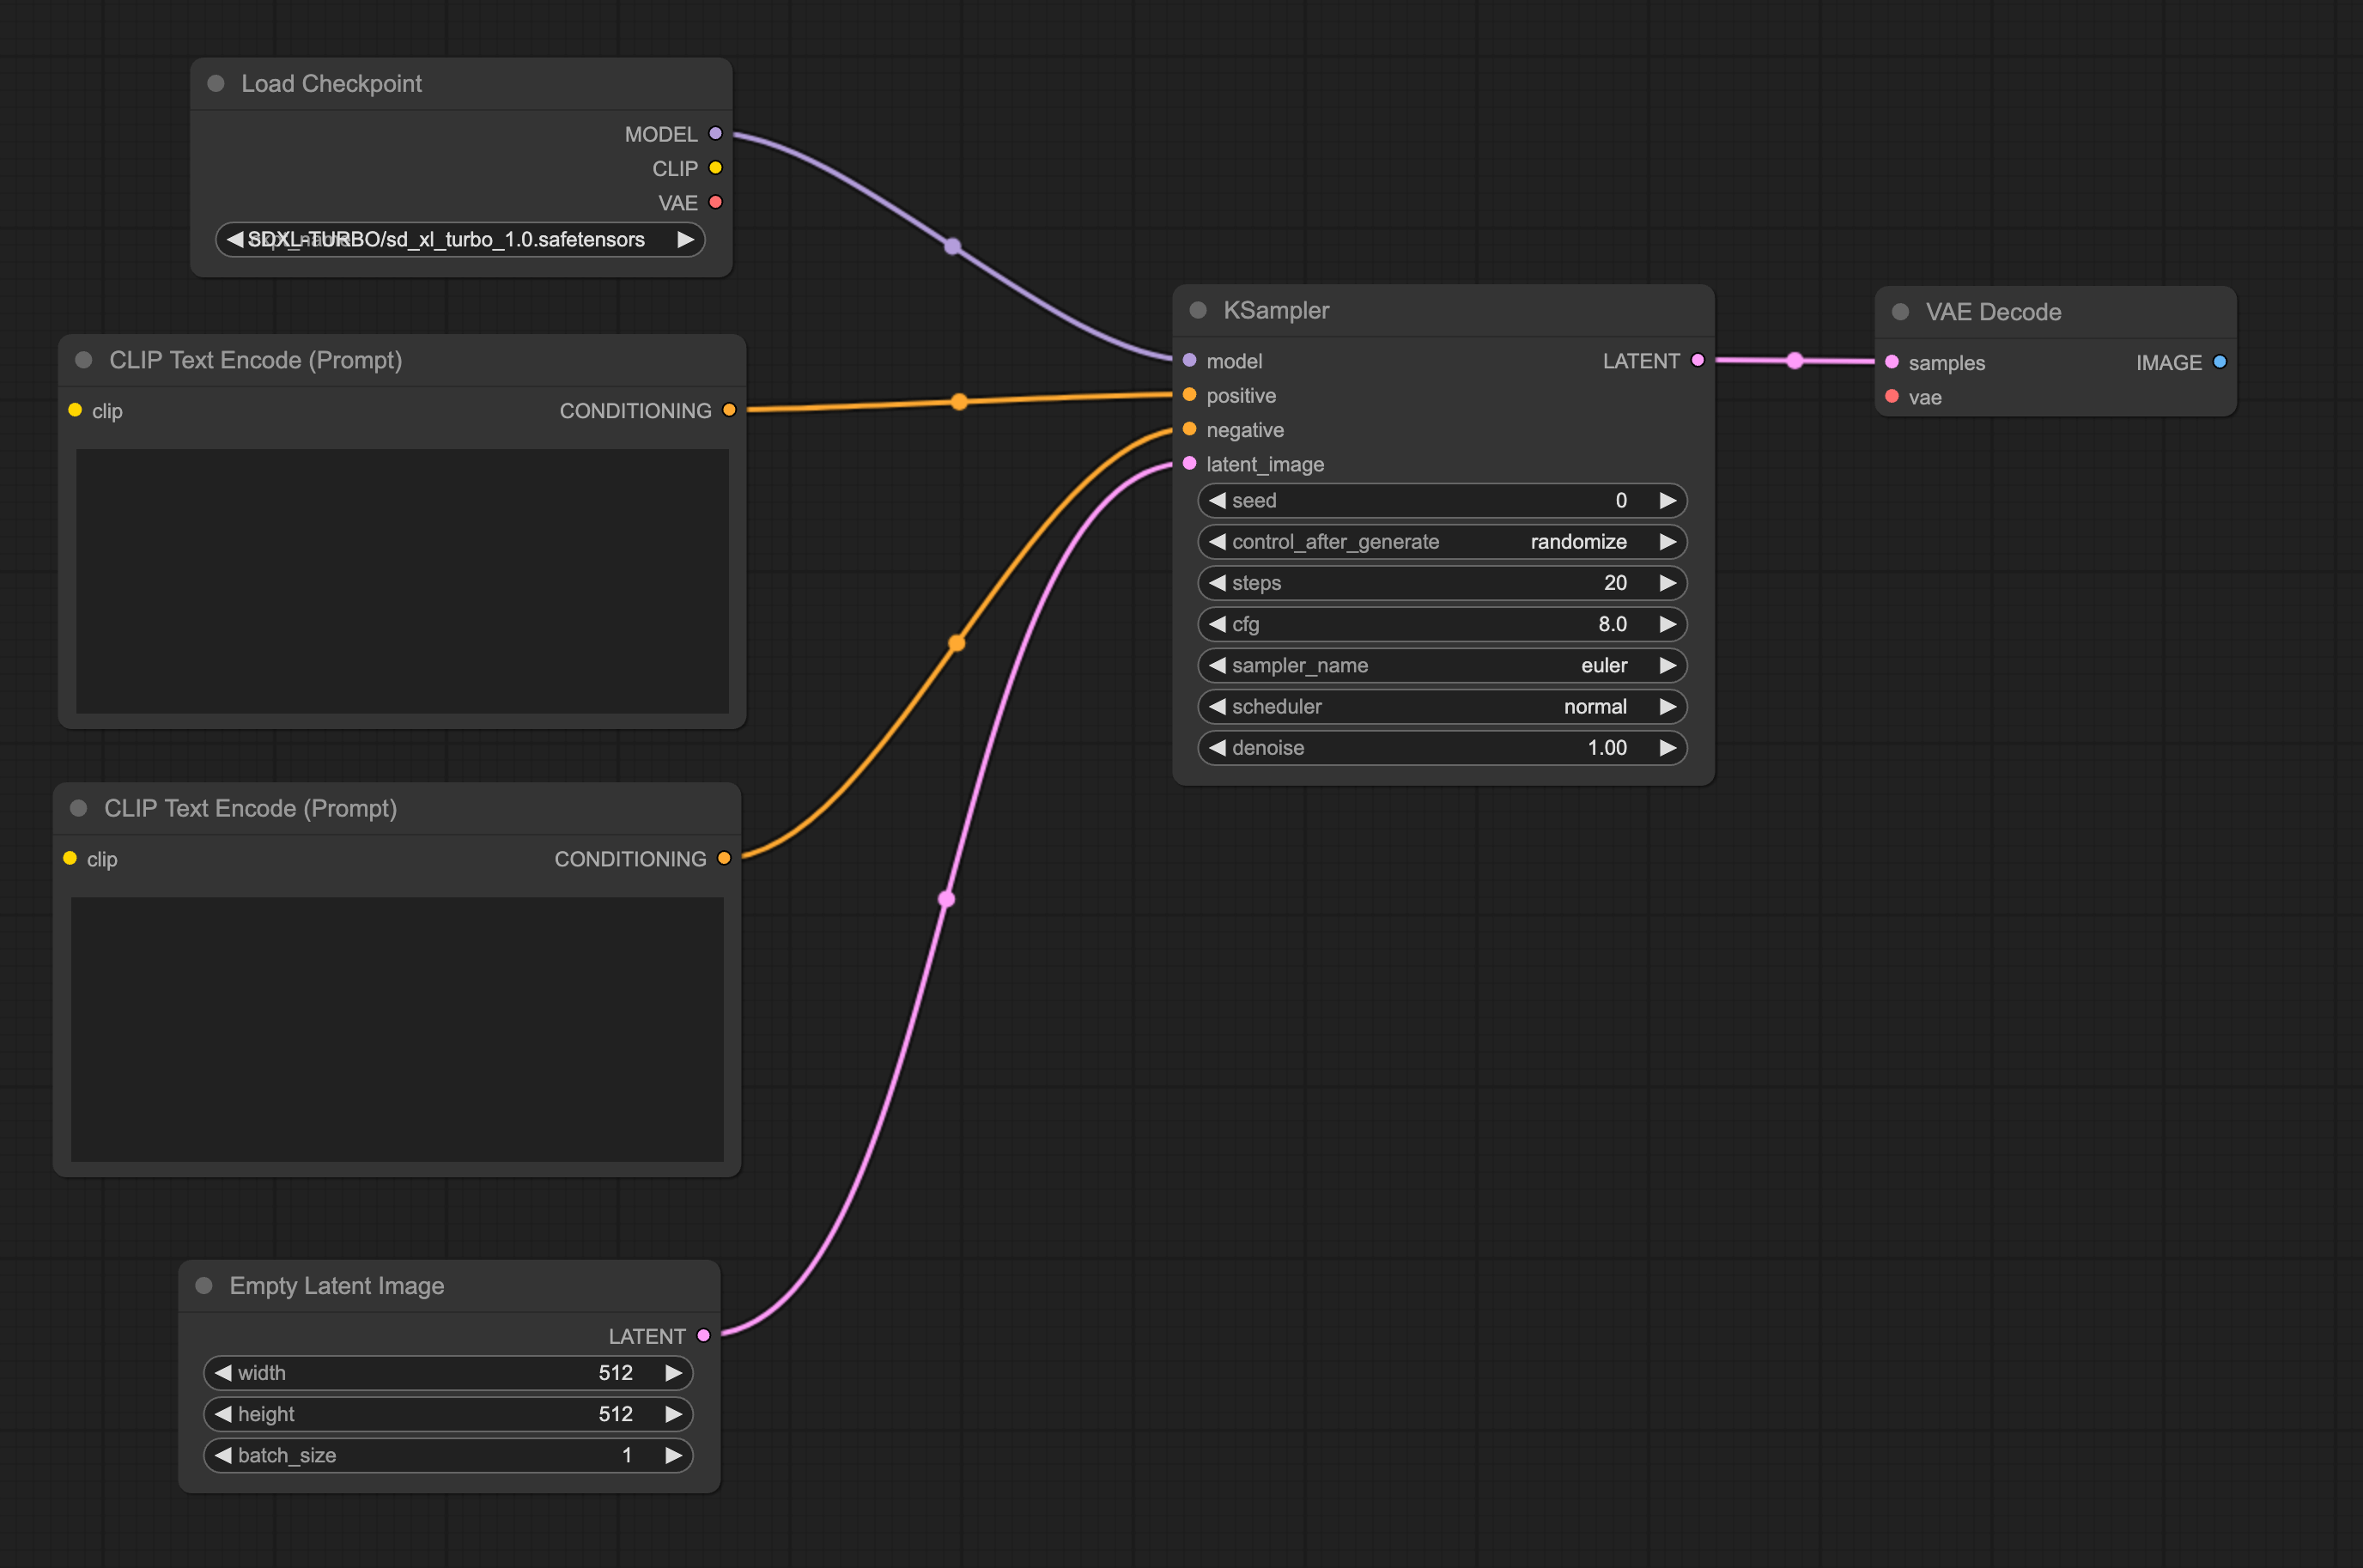 Load Checkpoint
MODEL
CLIP
VAE
ckpt_name SDXL-TURBO/sd_xl_turbo_1.0.safetensors
CLIP Text Encode (Prompt)
clip CONDITIONING
CLIP Text Encode (Prompt)
clip CONDITIONING
Empty Latent Image
LATENT
width 512
height 512
batch_size 1
KSampler
model LATENT
positive
negative
latent_image
seed 0
control_after_generate randomize
steps 20
cfg 8.0
sampler_name euler
scheduler normal
denoise 1.00
VAE Decode
samples IMAGE
vae